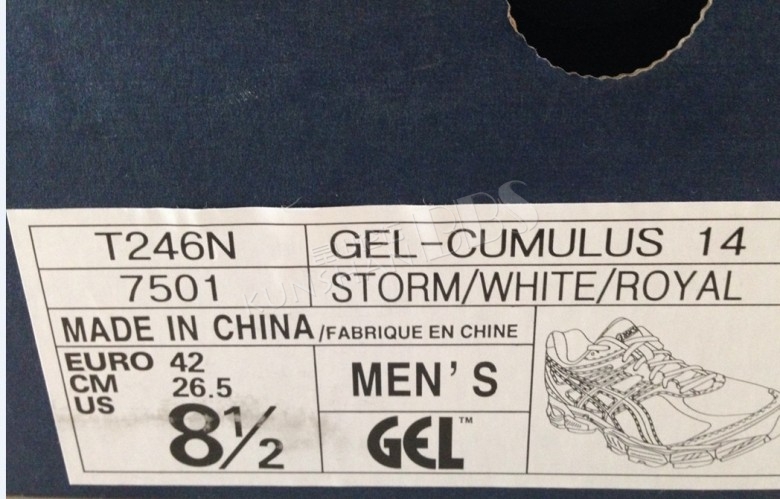 T246N GEL-CUMULUS 14
7501 STORM/WHITE/ROYAL
MADE IN CHINA/FABRIQUE EN CHINE
EURO 42
CM 26.5
US 8½
MEN'S
GEL™